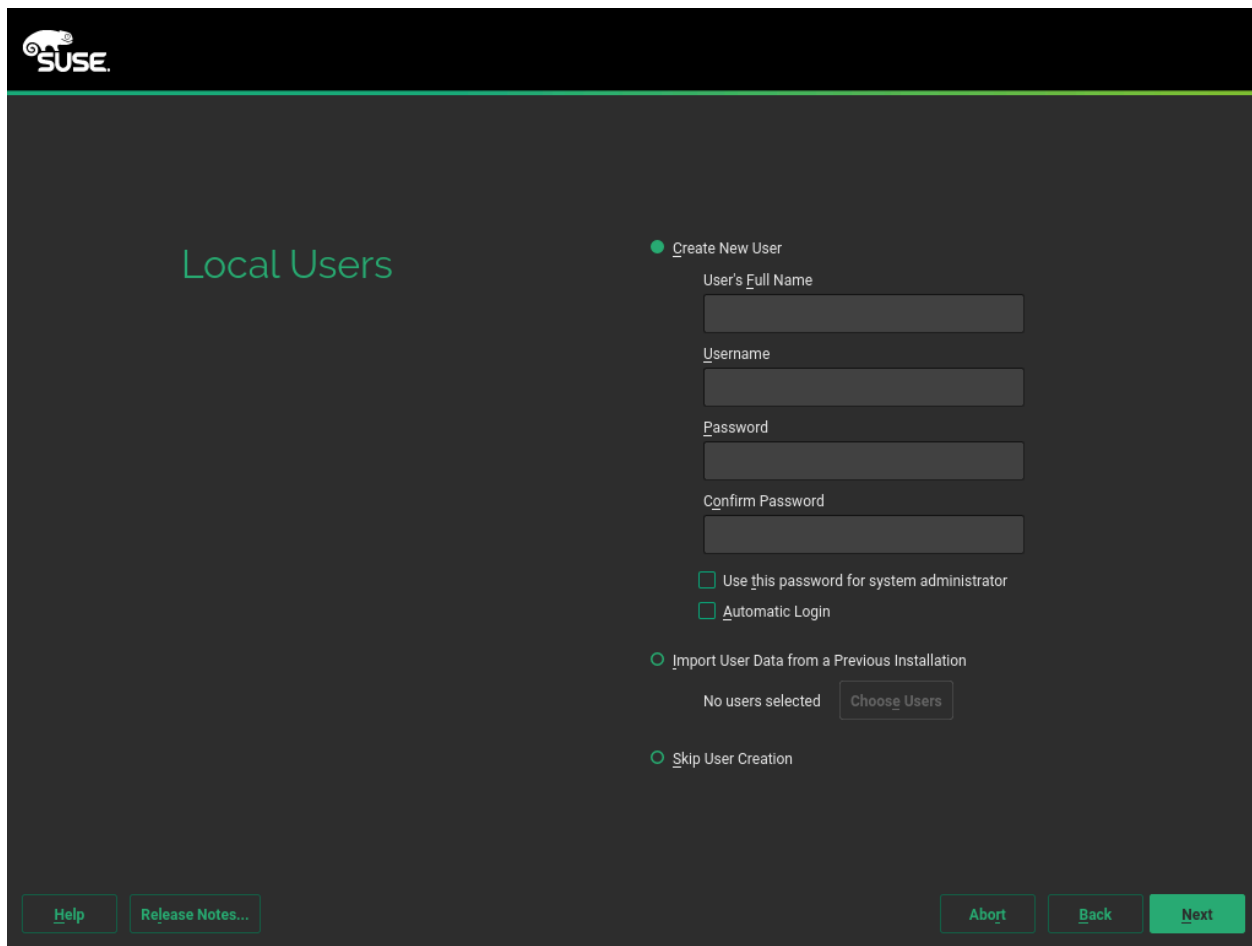 SUSE.
Local Users
Create New User
User's Full Name
Username
Password
Confirm Password
Use this password for system administrator
Automatic Login
Import User Data from a Previous Installation
No users selected Choose Users
Skip User Creation
Help Release Notes... Abort Back Next